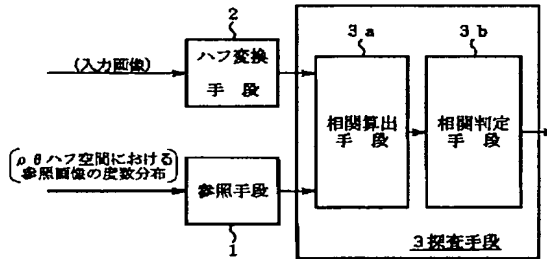 2
3a
3b
(入力画像)
ハフ変換
手段
相関算出
手段
相関判定
手段
ρθハフ空間における
参照画像の度数分布
参照手段
1
3探査手段